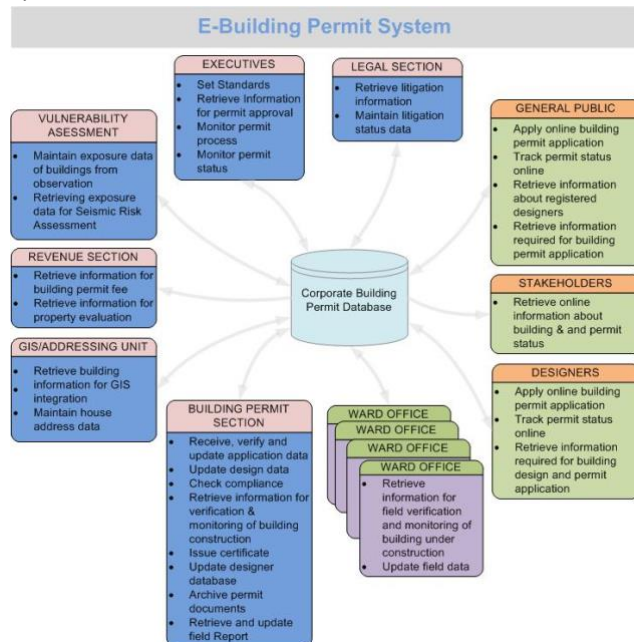 E-Building Permit System
EXECUTIVES
• Set Standards
• Retrieve Information
for permit approval
• Monitor permit
process
• Monitor permit
status
LEGAL SECTION
• Retrieve litigation
information
• Maintain litigation
status data
VULNERABILITY
ASESSMENT
• Maintain exposure data
of buildings from
observation
• Retrieving exposure
data for Seismic Risk
Assessment
GENERAL PUBLIC
• Apply online building
permit application
• Track permit status
online
• Retrieve information
about registered
designers
• Retrieve information
required for building
permit application
REVENUE SECTION
• Retrieve information for
building permit fee
• Retrieve information for
property evaluation
Corporate Building
Permit Database
STAKEHOLDERS
• Retrieve online
information about
building & and permit
status
GIS/ADDRESSING UNIT
• Retrieve building
information for GIS
• integration
• Maintain house
address data
DESIGNERS
• Apply online building
permit application
• Track permit status
online
• Retrieve information
required for building
design and permit
application
BUILDING PERMIT
SECTION
• Receive, verify and
update application data
• Update design data
• Check compliance
• Retrieve information for
verification &
monitoring of building
construction
• Issue certificate
• Update designer
database
• Archive permit
documents
• Retrieve and update
field Report
WARD OFFICE
WARD OFFICE
WARD OFFICE
WARD OFFICE
• Retrieve
information for
field verification
and monitoring of
building under
construction
• Update field data